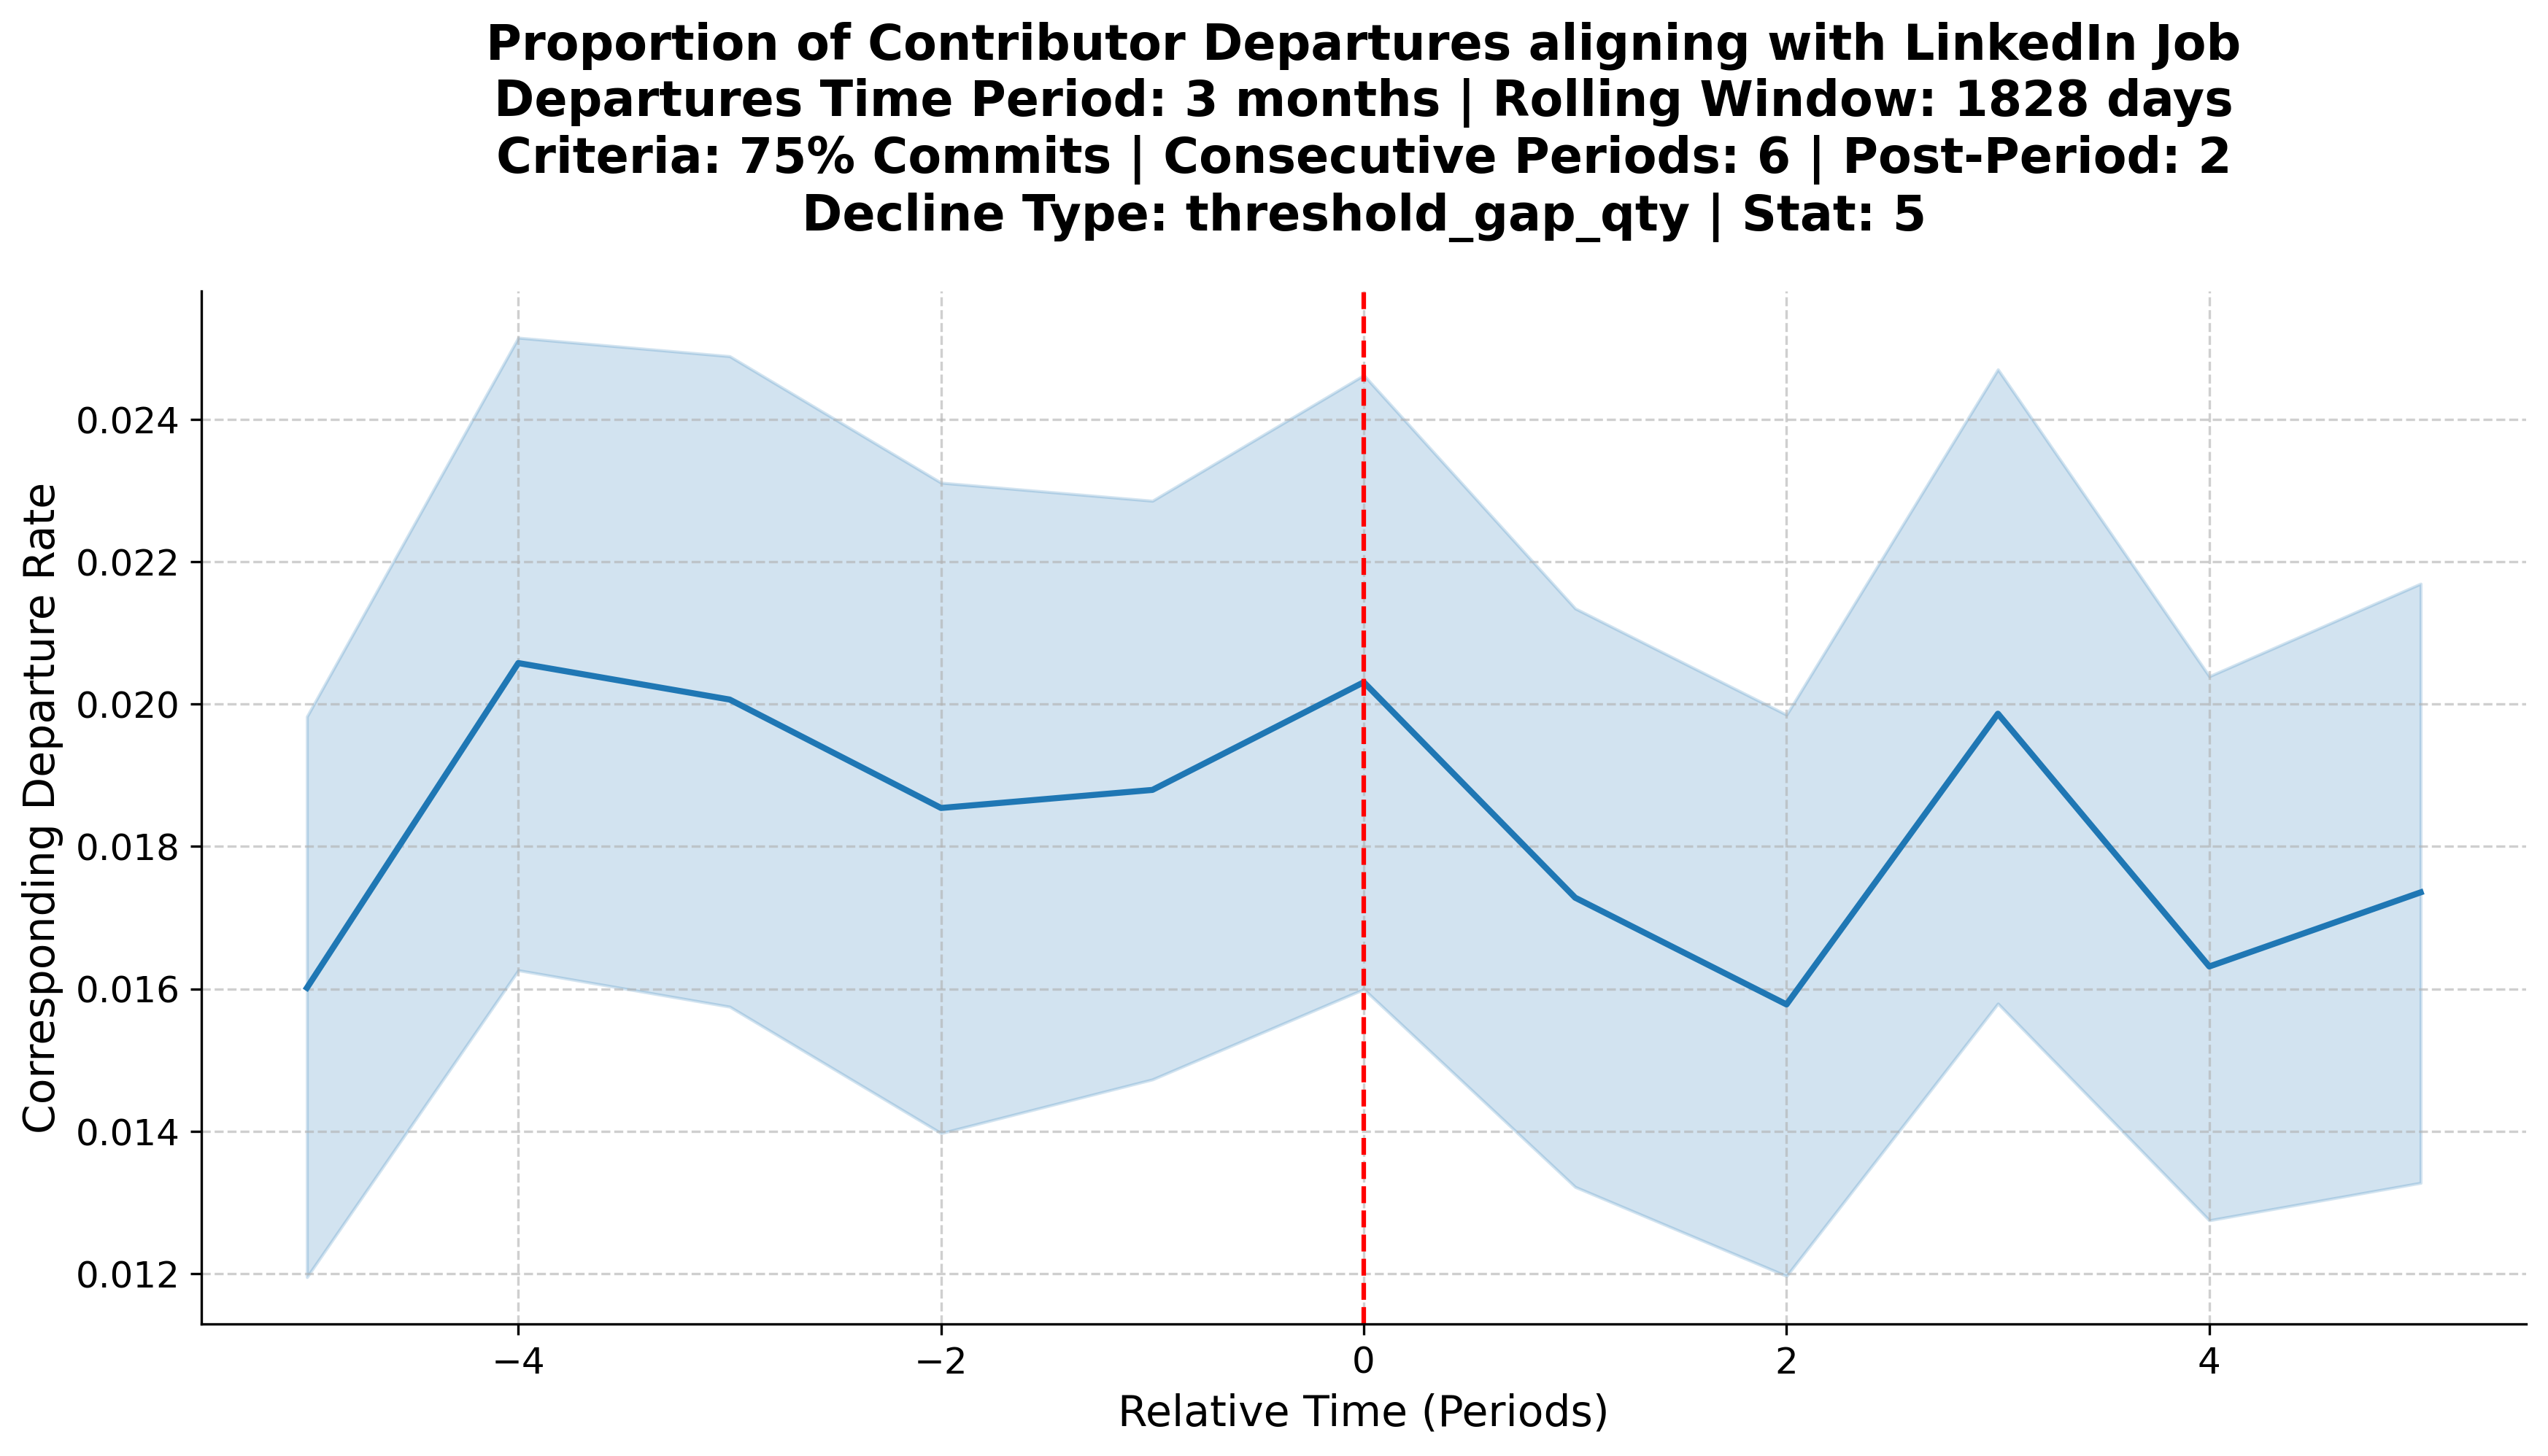 Proportion of Contributor Departures aligning with LinkedIn Job
Departures Time Period: 3 months | Rolling Window: 1828 days
Criteria: 75% Commits | Consecutive Periods: 6 | Post-Period: 2
Decline Type: threshold_gap_qty | Stat: 5
Corresponding Departure Rate
0.024
0.022
0.020
0.018
0.016
0.014
0.012
−4 −2 0 2 4
Relative Time (Periods)